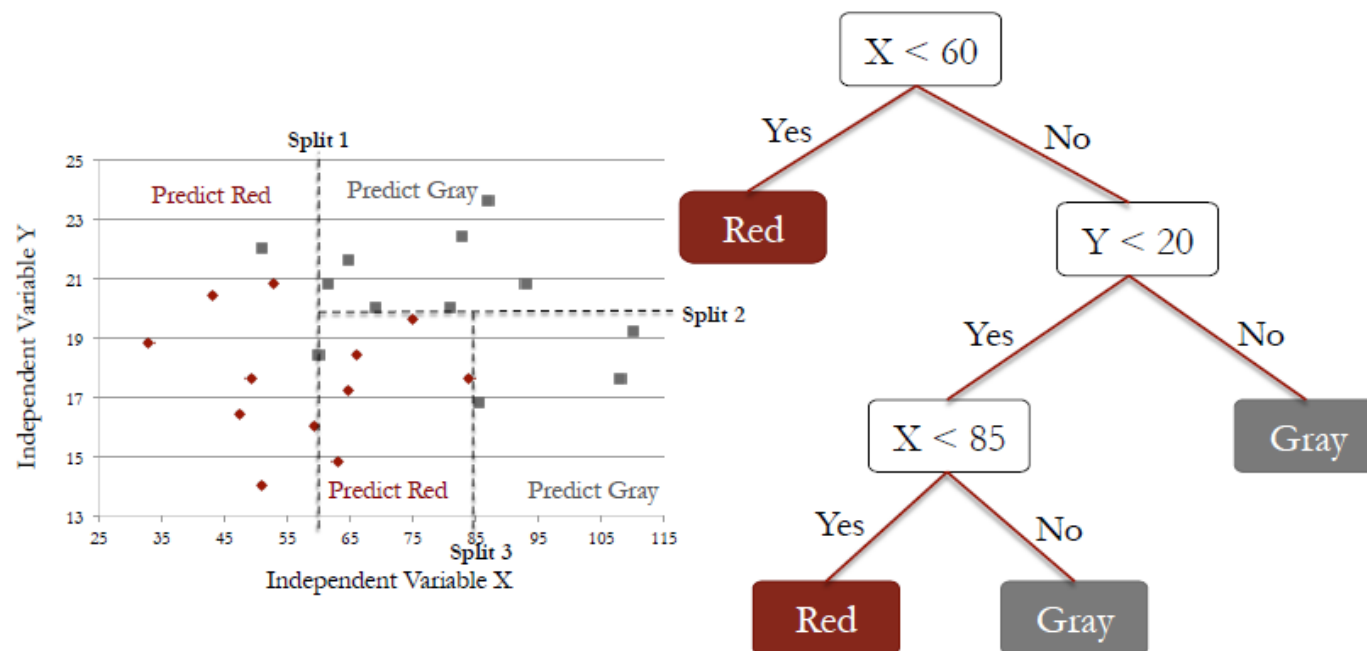 Split 1
25
Predict Red
Predict Gray
23
21
19
17
15
13
Independent Variable Y
Split 2
Predict Red
Predict Gray
25 35 45 55 65 75 85 95 105 115
Split 3
Independent Variable X
X < 60
Yes
No
Red
Y < 20
Yes
No
X < 85
Gray
Yes
No
Red
Gray